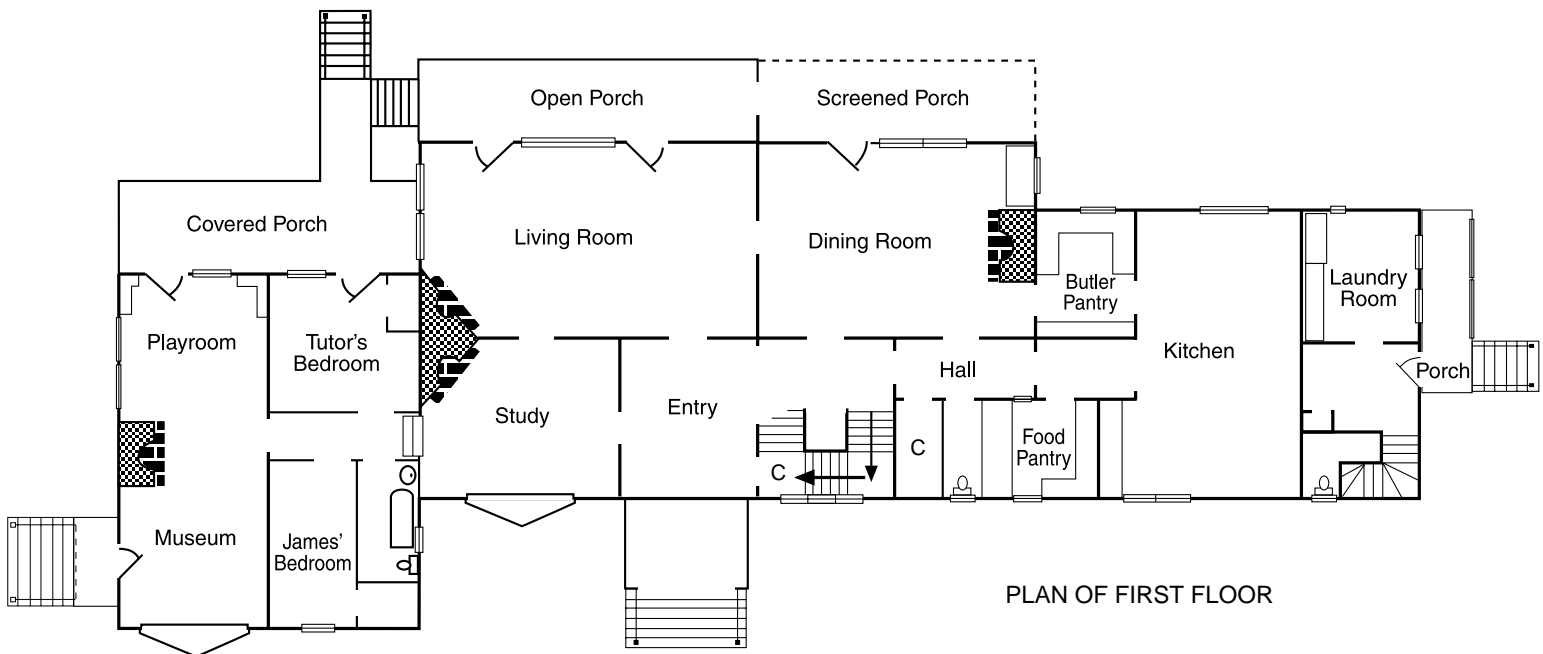 Open Porch
Screened Porch
Covered Porch
Living Room
Dining Room
Butler
Pantry
Laundry
Room
Playroom
Tutor's
Bedroom
Kitchen
Hall
Porch
Study
Entry
C
Food
Pantry
C
Museum
James'
Bedroom
PLAN OF FIRST FLOOR